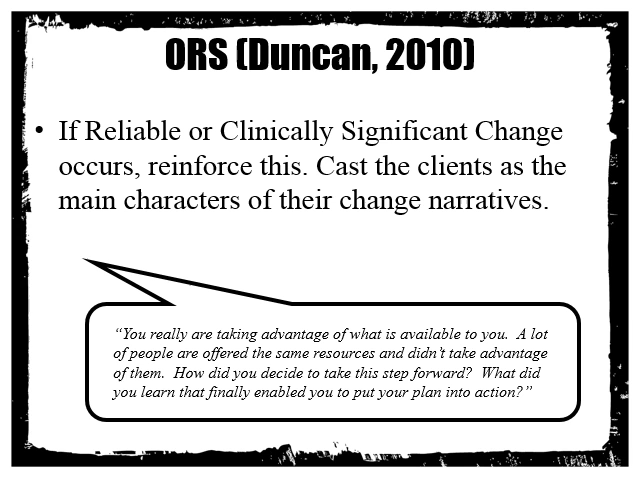 ORS (Duncan, 2010)
• If Reliable or Clinically Significant Change
occurs, reinforce this. Cast the clients as the
main characters of their change narratives.
“You really are taking advantage of what is available to you.  A lot
of people are offered the same resources and didn’t take advantage
of them.  How did you decide to take this step forward?  What did
you learn that finally enabled you to put your plan into action?”